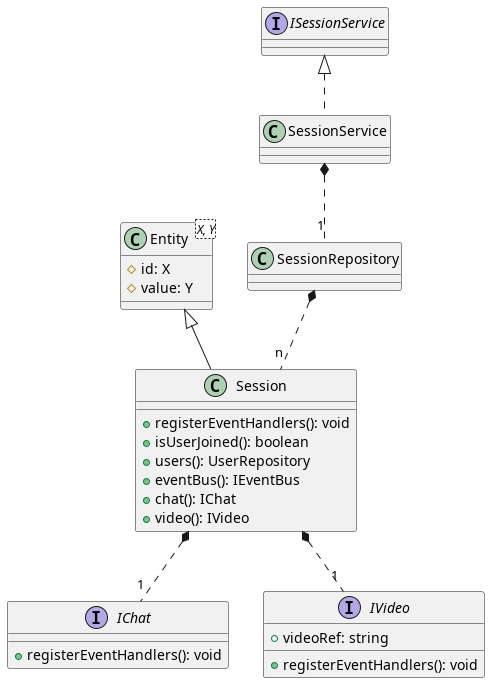 I ISessionService
C SessionService
1
C Entity X, Y
id: X
value: Y
C SessionRepository
n
C Session
registerEventHandlers(): void
isUserJoined(): boolean
users(): UserRepository
eventBus(): IEventBus
chat(): IChat
video(): IVideo
1
1
I IChat
registerEventHandlers(): void
I IVideo
videoRef: string
registerEventHandlers(): void